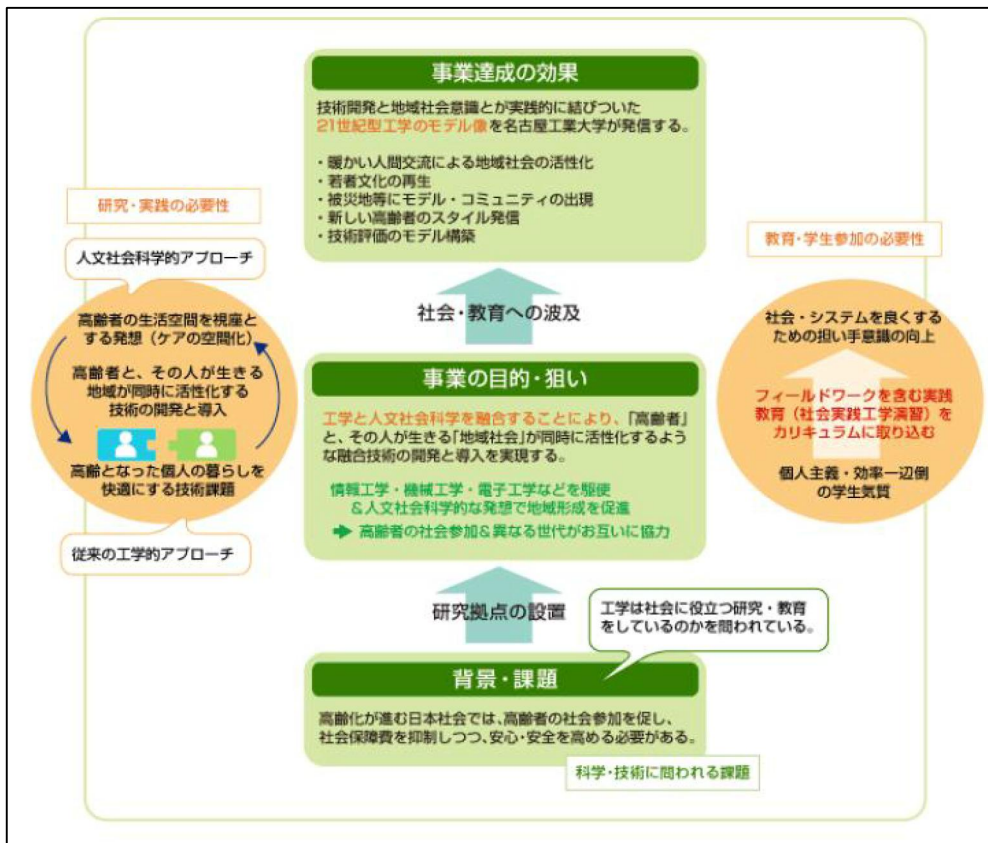 事業達成の効果
技術開発と地域社会意識とが実践的に結びついた
21世紀型工学のモデル像を名古屋工業大学が発信する。
・暖かい人間交流による地域社会の活性化
・若者文化の再生
・被災地等にモデル・コミュニティの出現
・新しい高齢者のスタイル発信
・技術評価のモデル構築
研究・実践の必要性
人文社会科学的アプローチ
高齢者の生活空間を視座と
する発想（ケアの空間化）
高齢者と、その人が生きる
地域が同時に活性化する
技術の開発と導入
高齢となった個人の暮らしを
快適にする技術課題
従来の工学的アプローチ
社会・教育への波及
事業の目的・狙い
工学と人文社会科学を融合することにより、「高齢者」
と、その人が生きる「地域社会」が同時に活性化するよう
な融合技術の開発と導入を実現する。
情報工学・機械工学・電子工学などを駆使
＆人文社会科学的な発想で地域形成を促進
高齢者の社会参加＆異なる世代がお互いに協力
教育・学生参加の必要性
社会・システムを良くする
ための担い手意識の向上
フィールドワークを含む実践
教育（社会実践工学演習）を
カリキュラムに取り込む
個人主義・効率一辺倒
の学生気質
研究拠点の設置
工学は社会に役立つ研究・教育
をしているのかを問われている。
背景・課題
高齢化が進む日本社会では、高齢者の社会参加を促し、
社会保障費を抑制しつつ、安心・安全を高める必要がある。
科学・技術に問われる課題